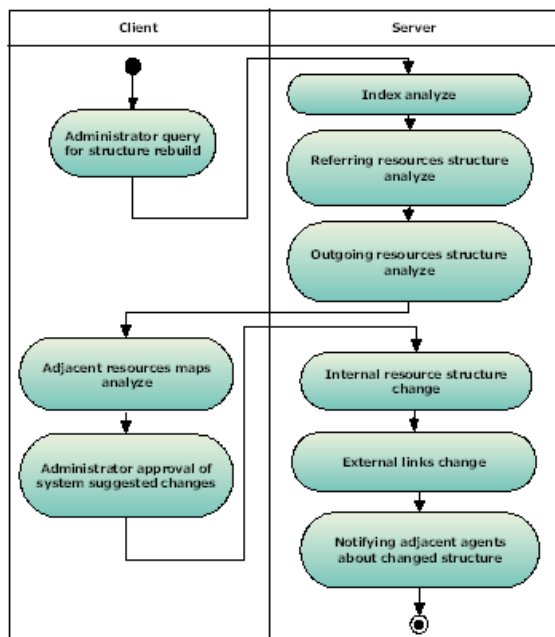 Client
Server
Administrator query
for structure rebuild
Index analyze
Referring resources structure
analyze
Outgoing resources structure
analyze
Adjacent resources maps
analyze
Administrator approval of
system suggested changes
Internal resource structure
change
External links change
Notifying adjacent agents
about changed structure